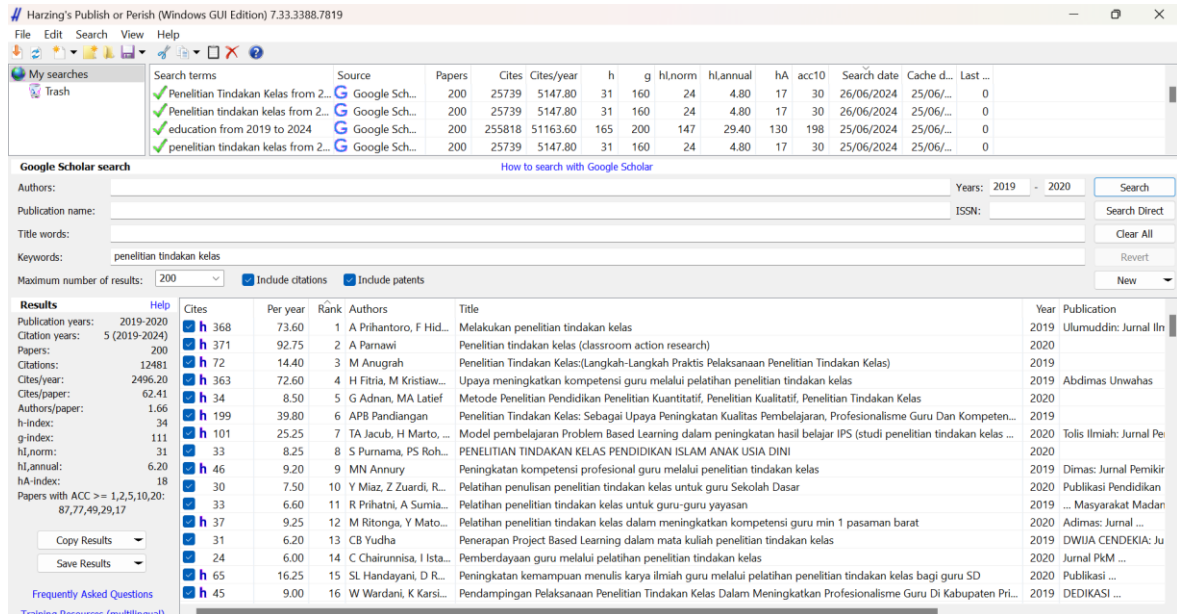 Harzing's Publish or Perish (Windows GUI Edition) 7.33.3388.7819
File Edit Search View Help
My searches
Trash
Search terms Source Papers Cites Cites/year h g hI,norm hI,annual hA acc10 Search date Cache d... Last ...
Penelitian Tindakan Kelas from 2... G Google Sch... 200 25739 5147.80 31 160 24 4.80 17 30 26/06/2024 25/06/... 0
Penelitian tindakan kelas from 2... G Google Sch... 200 25739 5147.80 31 160 24 4.80 17 30 26/06/2024 25/06/... 0
education from 2019 to 2024 G Google Sch... 200 255818 51163.60 165 200 147 29.40 130 198 25/06/2024 25/06/... 0
penelitian tindakan kelas from 2... G Google Sch... 200 25739 5147.80 31 160 24 4.80 17 30 25/06/2024 25/06/... 0
Google Scholar search How to search with Google Scholar
Authors: Years: 2019 - 2020 Search
Publication name: ISSN: Search Direct
Title words: Clear All
Keywords: penelitian tindakan kelas Revert
Maximum number of results: 200 Include citations Include patents New
Results Help
Publication years: 2019-2020
Citation years: 5 (2019-2024)
Papers: 200
Citations: 12481
Cites/year: 2496.20
Cites/paper: 62.41
Authors/paper: 1.66
h-index: 34
g-index: 111
hI,norm: 31
hI,annual: 6.20
hA-index: 18
Papers with ACC >= 1,2,5,10,20:
87,77,49,29,17
Copy Results
Save Results
Frequently Asked Questions
Training Resources (multilingual)
Cites Per year Rank Authors Title Year Publication
h 368 73.60 1 A Prihantoro, F Hid... Melakukan penelitian tindakan kelas 2019 Ulumuddin: Jurnal Iln
h 371 92.75 2 A Parnawi Penelitian tindakan kelas (classroom action research) 2020
h 72 14.40 3 M Anugrah Penelitian Tindakan Kelas:(Langkah-Langkah Praktis Pelaksanaan Penelitian Tindakan Kelas) 2019
h 363 72.60 4 H Fitria, M Kristiaw... Upaya meningkatkan kompetensi guru melalui pelatihan penelitian tindakan kelas 2019 Abdimas Unwahas
h 34 8.50 5 G Adnan, MA Latief Metode Penelitian Pendidikan Penelitian Kuantitatif, Penelitian Kualitatif, Penelitian Tindakan Kelas 2020
h 199 39.80 6 APB Pandiangan Penelitian Tindakan Kelas: Sebagai Upaya Peningkatan Kualitas Pembelajaran, Profesionalisme Guru Dan Kompeten... 2019
h 101 25.25 7 TA Jacub, H Marto, ... Model pembelajaran Problem Based Learning dalam peningkatan hasil belajar IPS (studi penelitian tindakan kelas ... 2020 Tolis Ilmiah: Jurnal Pe
33 8.25 8 S Purnama, PS Roh... PENELITIAN TINDAKAN KELAS PENDIDIKAN ISLAM ANAK USIA DINI 2020
h 46 9.20 9 MN Annury Peningkatan kompetensi profesional guru melalui penelitian tindakan kelas 2019 Dimas: Jurnal Pemikir
30 7.50 10 Y Miaz, Z Zuardi, R... Pelatihan penulisan penelitian tindakan kelas untuk guru Sekolah Dasar 2020 Publikasi Pendidikan
33 6.60 11 R Prihatni, A Sumia... Pelatihan penelitian tindakan kelas untuk guru-guru yayasan 2019 ... Masyarakat Madan
h 37 9.25 12 M Ritonga, Y Mato... Pelatihan penelitian tindakan kelas dalam meningkatkan kompetensi guru min 1 pasaman barat 2020 Adimas: Jurnal ...
31 6.20 13 CB Yudha Penerapan Project Based Learning dalam mata kuliah penelitian tindakan kelas 2019 DWIJA CENDEKIA: Ju
24 6.00 14 C Chairunnisa, I Ista... Pemberdayaan guru melalui pelatihan penelitian tindakan kelas 2020 Jurnal PkM ...
h 65 16.25 15 SL Handayani, D R... Peningkatan kemampuan menulis karya ilmiah guru melalui pelatihan penelitian tindakan kelas bagi guru SD 2020 Publikasi ...
h 45 9.00 16 W Wardani, K Karsi... Pendampingan Pelaksanaan Penelitian Tindakan Kelas Dalam Meningkatkan Profesionalisme Guru Di Kabupaten Pri... 2019 DEDIKASI ...